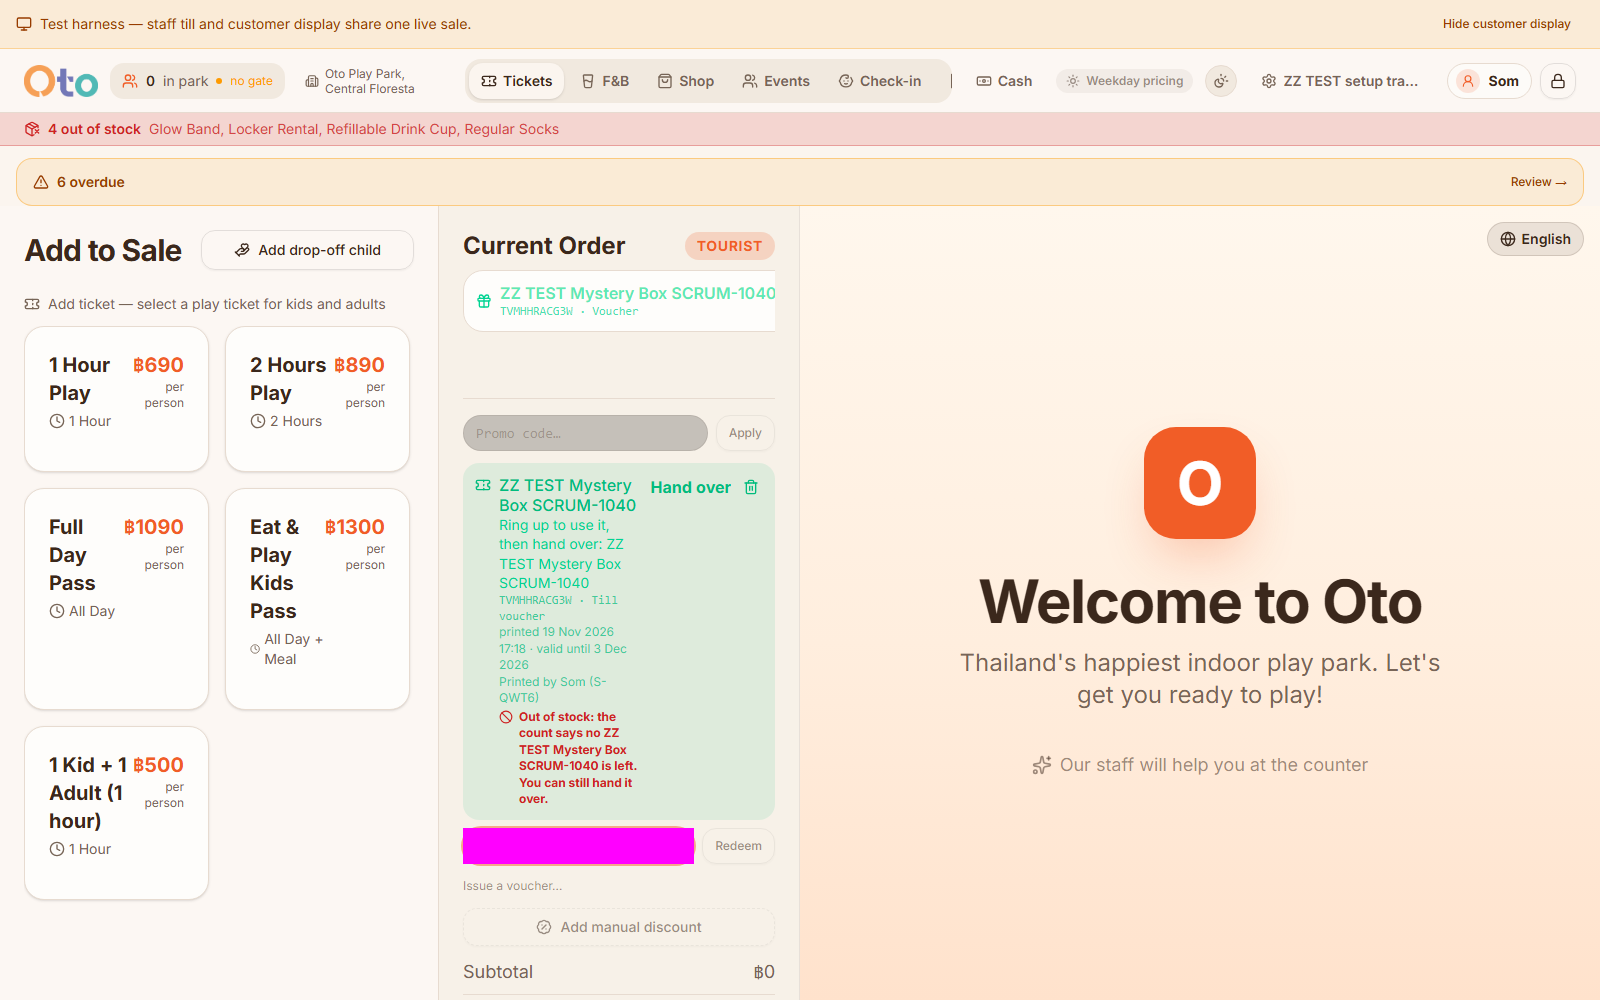 Test harness — staff till and customer display share one live sale.
Hide customer display
Oto
0 in park • no gate
Oto Play Park,
Central Floresta
Tickets
F&B
Shop
Events
Check-in
Cash
Weekday pricing
ZZ TEST setup tra...
Som
4 out of stock Glow Band, Locker Rental, Refillable Drink Cup, Regular Socks
6 overdue
Review →
Add to Sale
Add drop-off child
Add ticket — select a play ticket for kids and adults
1 Hour
Play
฿690
per
person
1 Hour
2 Hours
Play
฿890
per
person
2 Hours
Full
Day
Pass
฿1090
per
person
All Day
Eat &
Play
Kids
Pass
฿1300
per
person
All Day +
Meal
1 Kid + 1
Adult (1
hour)
฿500
per
person
1 Hour
Current Order
TOURIST
ZZ TEST Mystery Box SCRUM-1040
TVMHHRACG3W · Voucher
Promo code…
Apply
ZZ TEST Mystery
Box SCRUM-1040
Hand over
Ring up to use it,
then hand over: ZZ
TEST Mystery Box
SCRUM-1040
TVMHHRACG3W · Till
voucher
printed 19 Nov 2026
17:18 · valid until 3 Dec
2026
Printed by Som (S-
QWT6)
Out of stock: the
count says no ZZ
TEST Mystery Box
SCRUM-1040 is left.
You can still hand it
over.
Redeem
Issue a voucher…
Add manual discount
Subtotal
฿0
English
O
Welcome to Oto
Thailand's happiest indoor play park. Let's
get you ready to play!
Our staff will help you at the counter